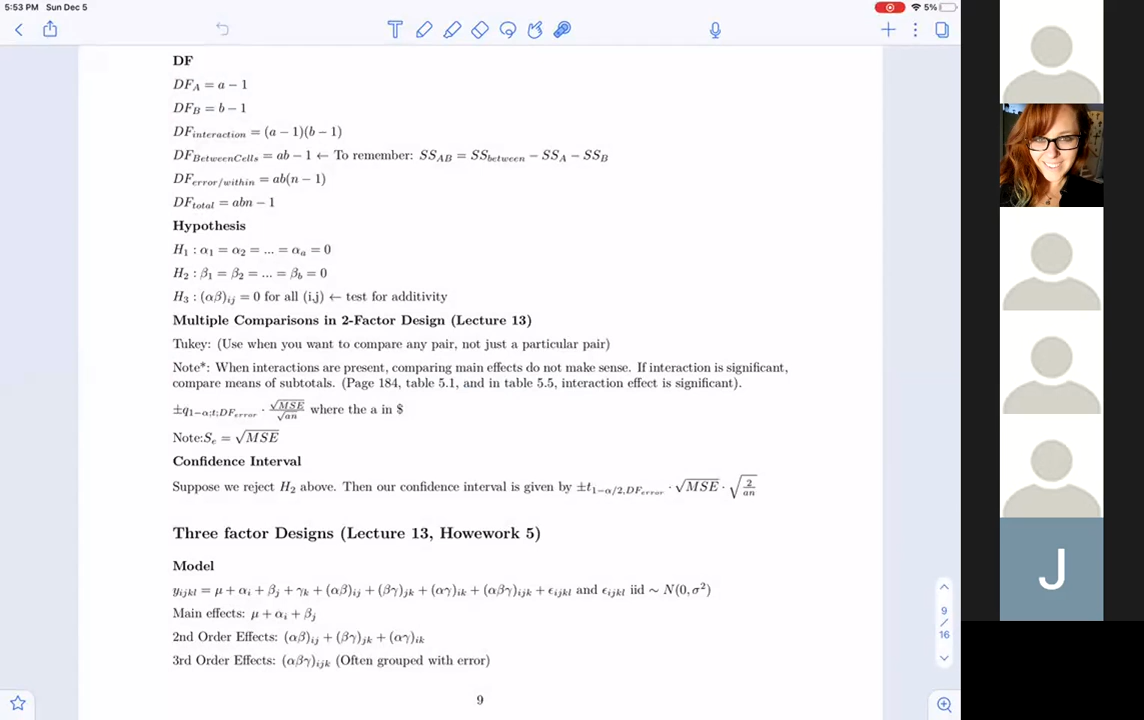 5:53 PM Sun Dec 5
5%
T
DF
DF_A = a − 1
DF_B = b − 1
DF_interaction = (a − 1)(b − 1)
DF_BetweenCells = ab − 1 ← To remember: SS_AB = SS_between − SS_A − SS_B
DF_error/within = ab(n − 1)
DF_total = abn − 1
Hypothesis
H₁ : α₁ = α₂ = ... = α_a = 0
H₂ : β₁ = β₂ = ... = β_b = 0
H₃ : (αβ)_ij = 0 for all (i,j) ← test for additivity
Multiple Comparisons in 2-Factor Design (Lecture 13)
Tukey: (Use when you want to compare any pair, not just a particular pair)
Note*: When interactions are present, comparing main effects do not make sense. If interaction is significant,
compare means of subtotals. (Page 184, table 5.1, and in table 5.5, interaction effect is significant).
±q_1−α;t;DF_error · √MSE/√an where the a in $
Note:S_e = √MSE
Confidence Interval
Suppose we reject H₂ above. Then our confidence interval is given by ±t_1−α/2,DF_error · √MSE · √(2/an)
Three factor Designs (Lecture 13, Howework 5)
Model
y_ijkl = μ + α_i + β_j + γ_k + (αβ)_ij + (βγ)_jk + (αγ)_ik + (αβγ)_ijk + ϵ_ijkl and ϵ_ijkl iid ∼ N(0, σ²)
Main effects: μ + α_i + β_j
2nd Order Effects: (αβ)_ij + (βγ)_jk + (αγ)_ik
3rd Order Effects: (αβγ)_ijk (Often grouped with error)
9
9
/
16
J